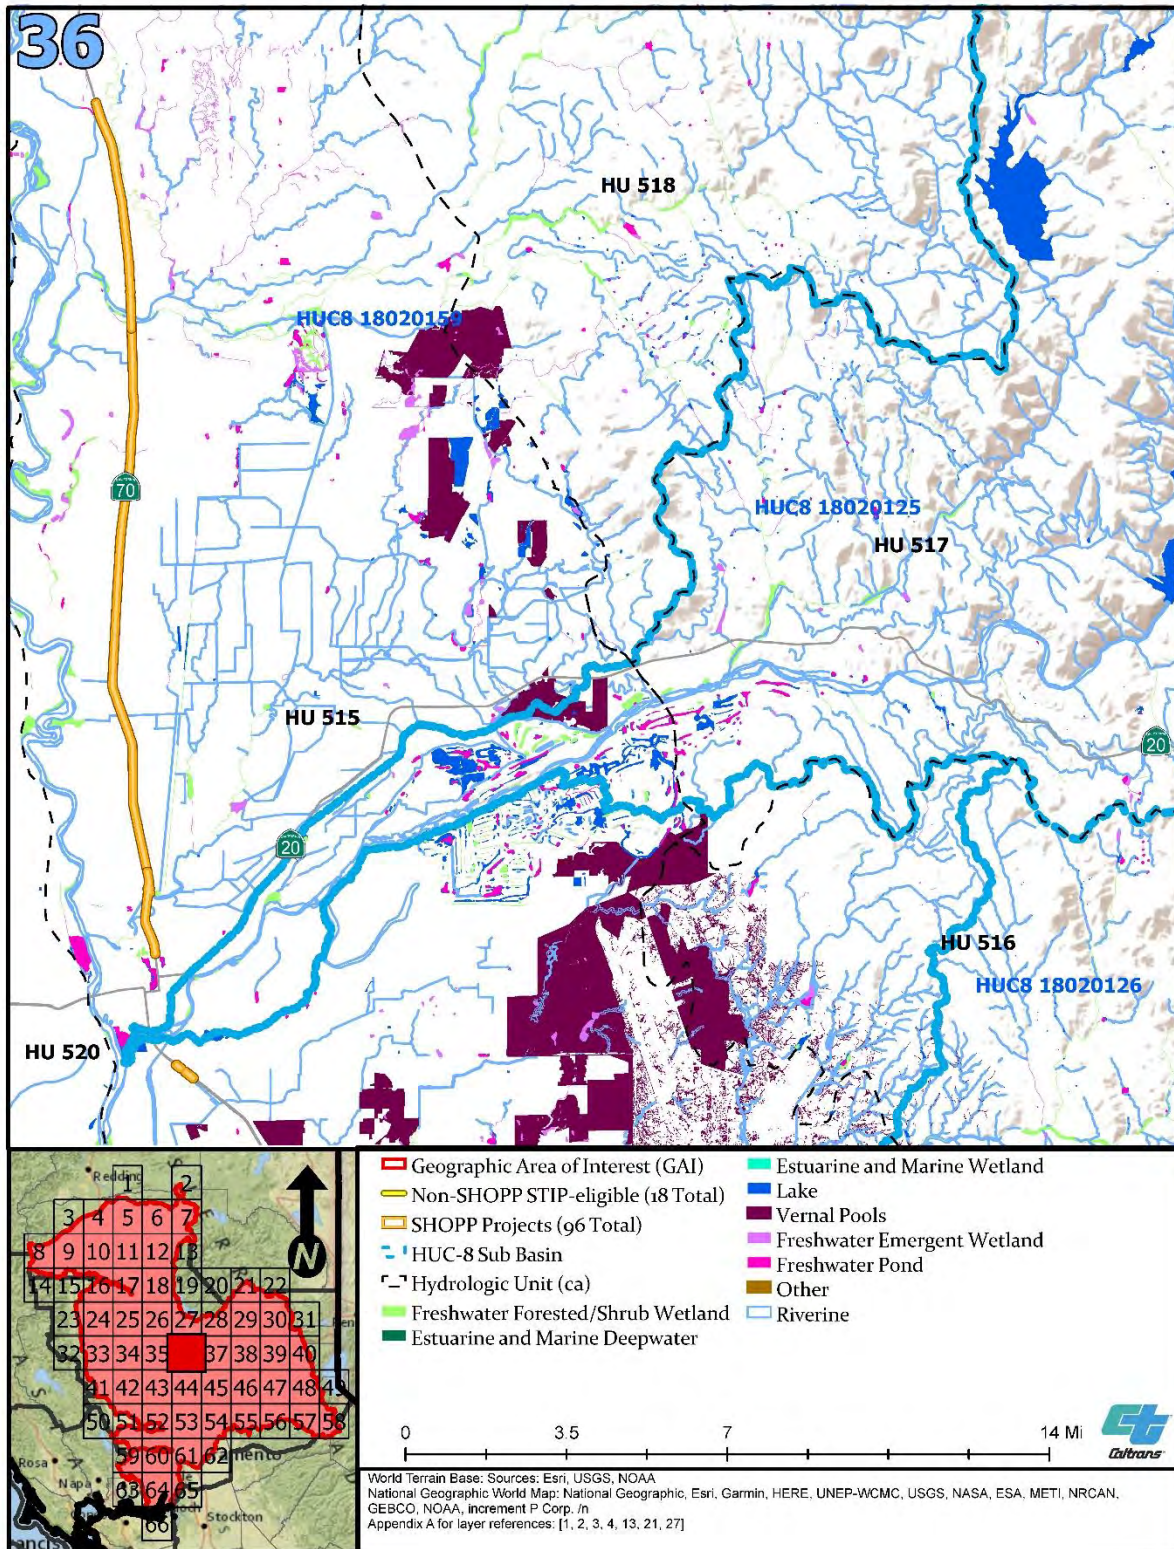 36
HU 518
HUC8 18020159
70
HUC8 18020125
HU 517
HU 515
20
20
HU 516
HUC8 18020126
HU 520
Redding
1
2
3 4 5 6 7
8 9 10 11 12 13
14 15 16 17 18 19 20 21 22
23 24 25 26 27 28 29 30 31
32 33 34 35 37 38 39 40
41 42 43 44 45 46 47 48 49
50 51 52 53 54 55 56 57 58
59 60 61 62
63 64 65
66
Rosa
Napa
Stockton
N
Geographic Area of Interest (GAI)
Non-SHOPP STIP-eligible (18 Total)
SHOPP Projects (96 Total)
HUC-8 Sub Basin
Hydrologic Unit (ca)
Freshwater Forested/Shrub Wetland
Estuarine and Marine Deepwater
Estuarine and Marine Wetland
Lake
Vernal Pools
Freshwater Emergent Wetland
Freshwater Pond
Other
Riverine
0 3.5 7 14 Mi
Caltrans
World Terrain Base: Sources: Esri, USGS, NOAA
National Geographic World Map: National Geographic, Esri, Garmin, HERE, UNEP-WCMC, USGS, NASA, ESA, METI, NRCAN,
GEBCO, NOAA, increment P Corp. /n
Appendix A for layer references: [1, 2, 3, 4, 13, 21, 27]